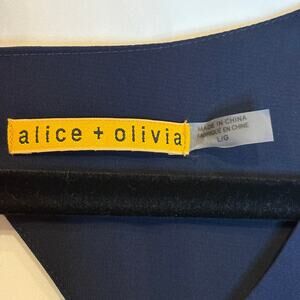 alice + olivia
MADE IN CHINA
FABRIQUÉ EN CHINE
L/G